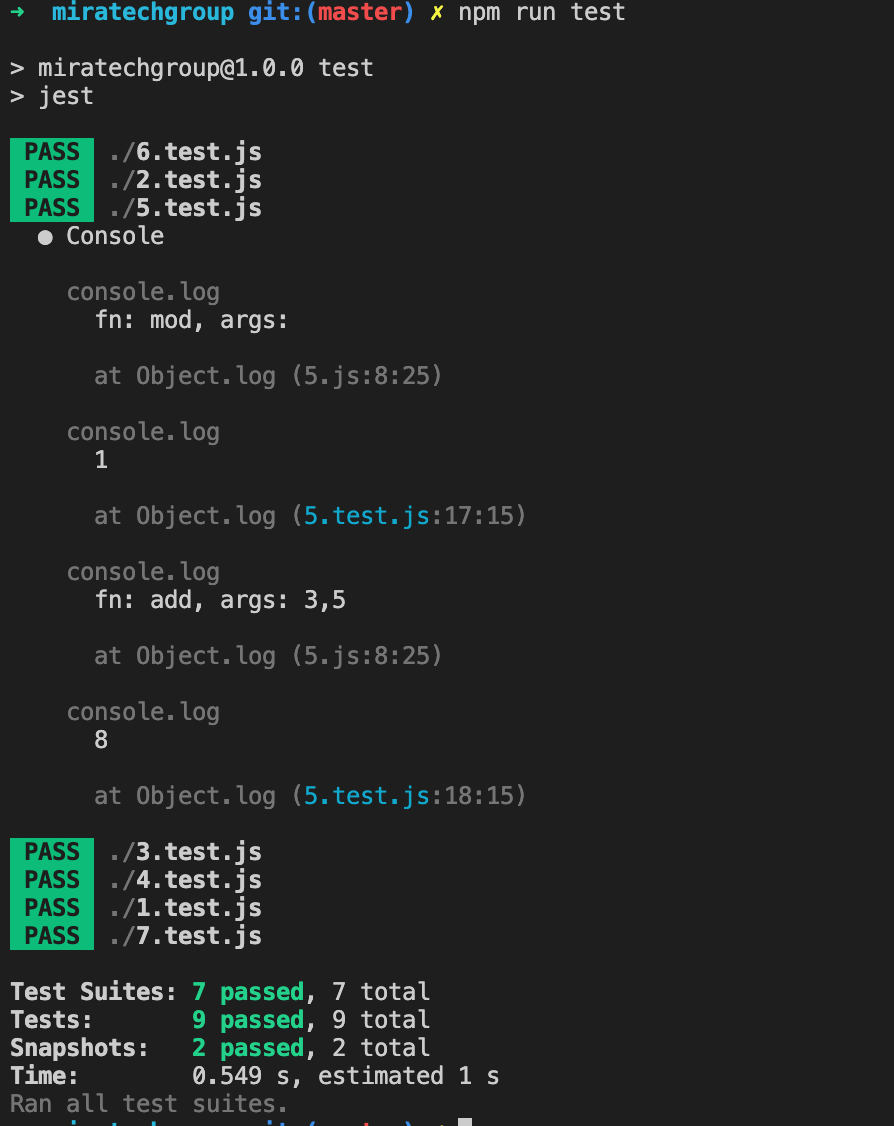 ➜ miratechgroup git:(master) ✗ npm run test
> miratechgroup@1.0.0 test
> jest
PASS ./6.test.js
PASS ./2.test.js
PASS ./5.test.js
● Console
console.log
fn: mod, args:
at Object.log (5.js:8:25)
console.log
1
at Object.log (5.test.js:17:15)
console.log
fn: add, args: 3,5
at Object.log (5.js:8:25)
console.log
8
at Object.log (5.test.js:18:15)
PASS ./3.test.js
PASS ./4.test.js
PASS ./1.test.js
PASS ./7.test.js
Test Suites: 7 passed, 7 total
Tests: 9 passed, 9 total
Snapshots: 2 passed, 2 total
Time: 0.549 s, estimated 1 s
Ran all test suites.